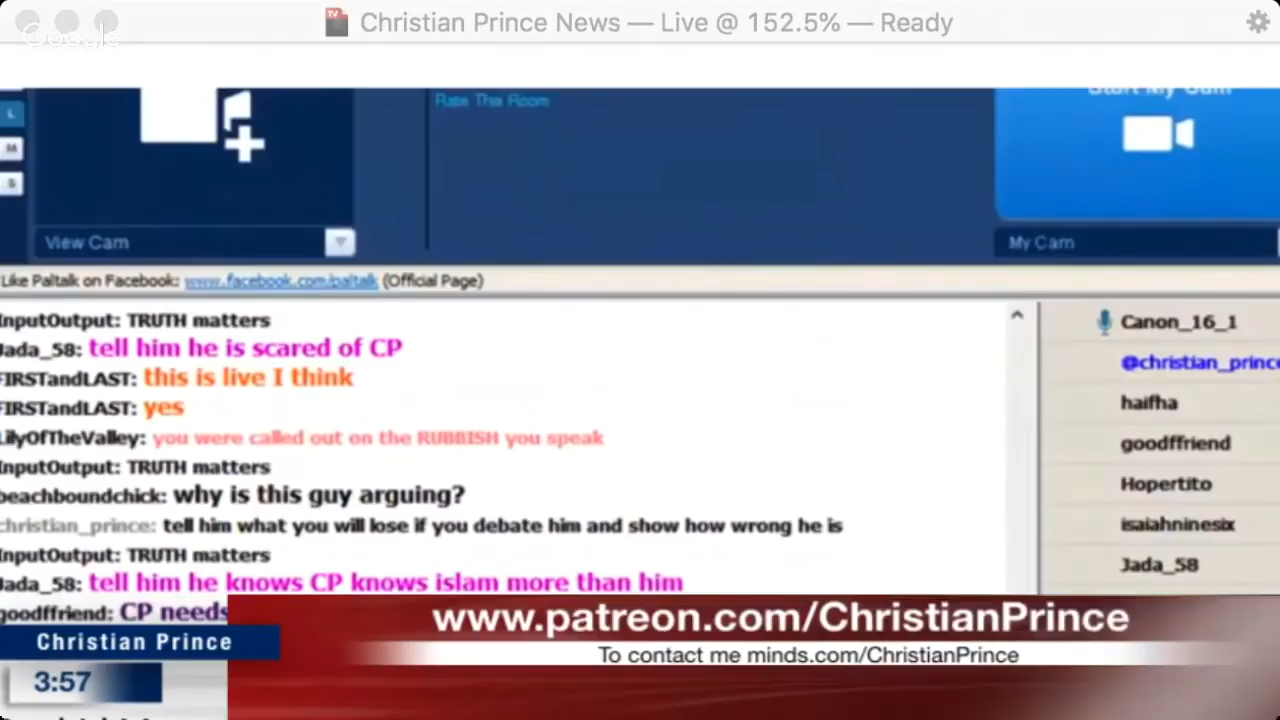 Christian Prince News — Live @ 152.5% — Ready
Google
Rate This Room
Start My Cam
L
M
S
View Cam
My Cam
Like Paltalk on Facebook: www.facebook.com/paltalk (Official Page)
InputOutput: TRUTH matters
Jada_58: tell him he is scared of CP
FIRSTandLAST: this is live I think
FIRSTandLAST: yes
LilyOfTheValley: you were called out on the RUBBISH you speak
InputOutput: TRUTH matters
beachboundchick: why is this guy arguing?
christian_prince: tell him what you will lose if you debate him and show how wrong he is
InputOutput: TRUTH matters
Jada_58: tell him he knows CP knows islam more than him
goodffriend: CP needs
Canon_16_1
@christian_prince
haifha
goodffriend
Hopertito
isaiahninesix
Jada_58
www.patreon.com/ChristianPrince
To contact me minds.com/ChristianPrince
Christian Prince
3:57